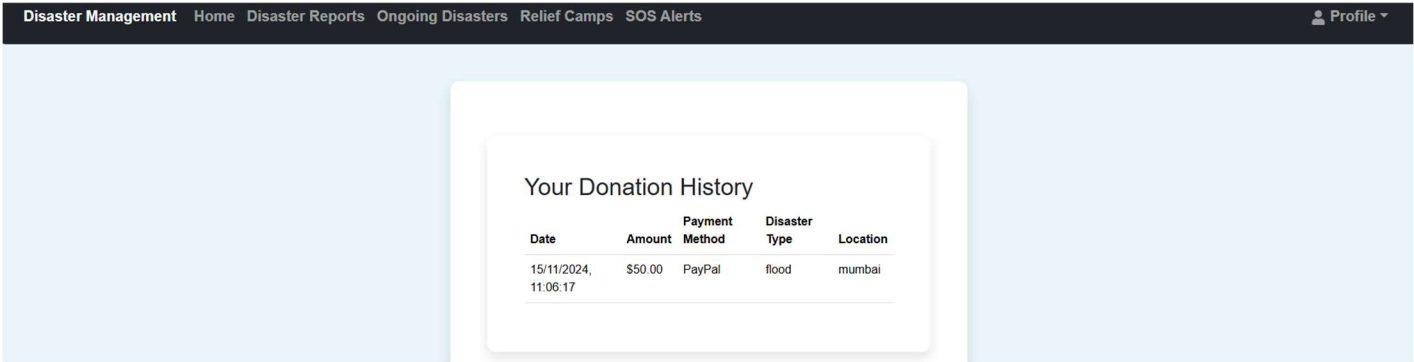 Disaster Management Home Disaster Reports Ongoing Disasters Relief Camps SOS Alerts Profile
Your Donation History
Payment Disaster
Date Amount Method Type Location
15/11/2024, $50.00 PayPal flood mumbai
11:06:17